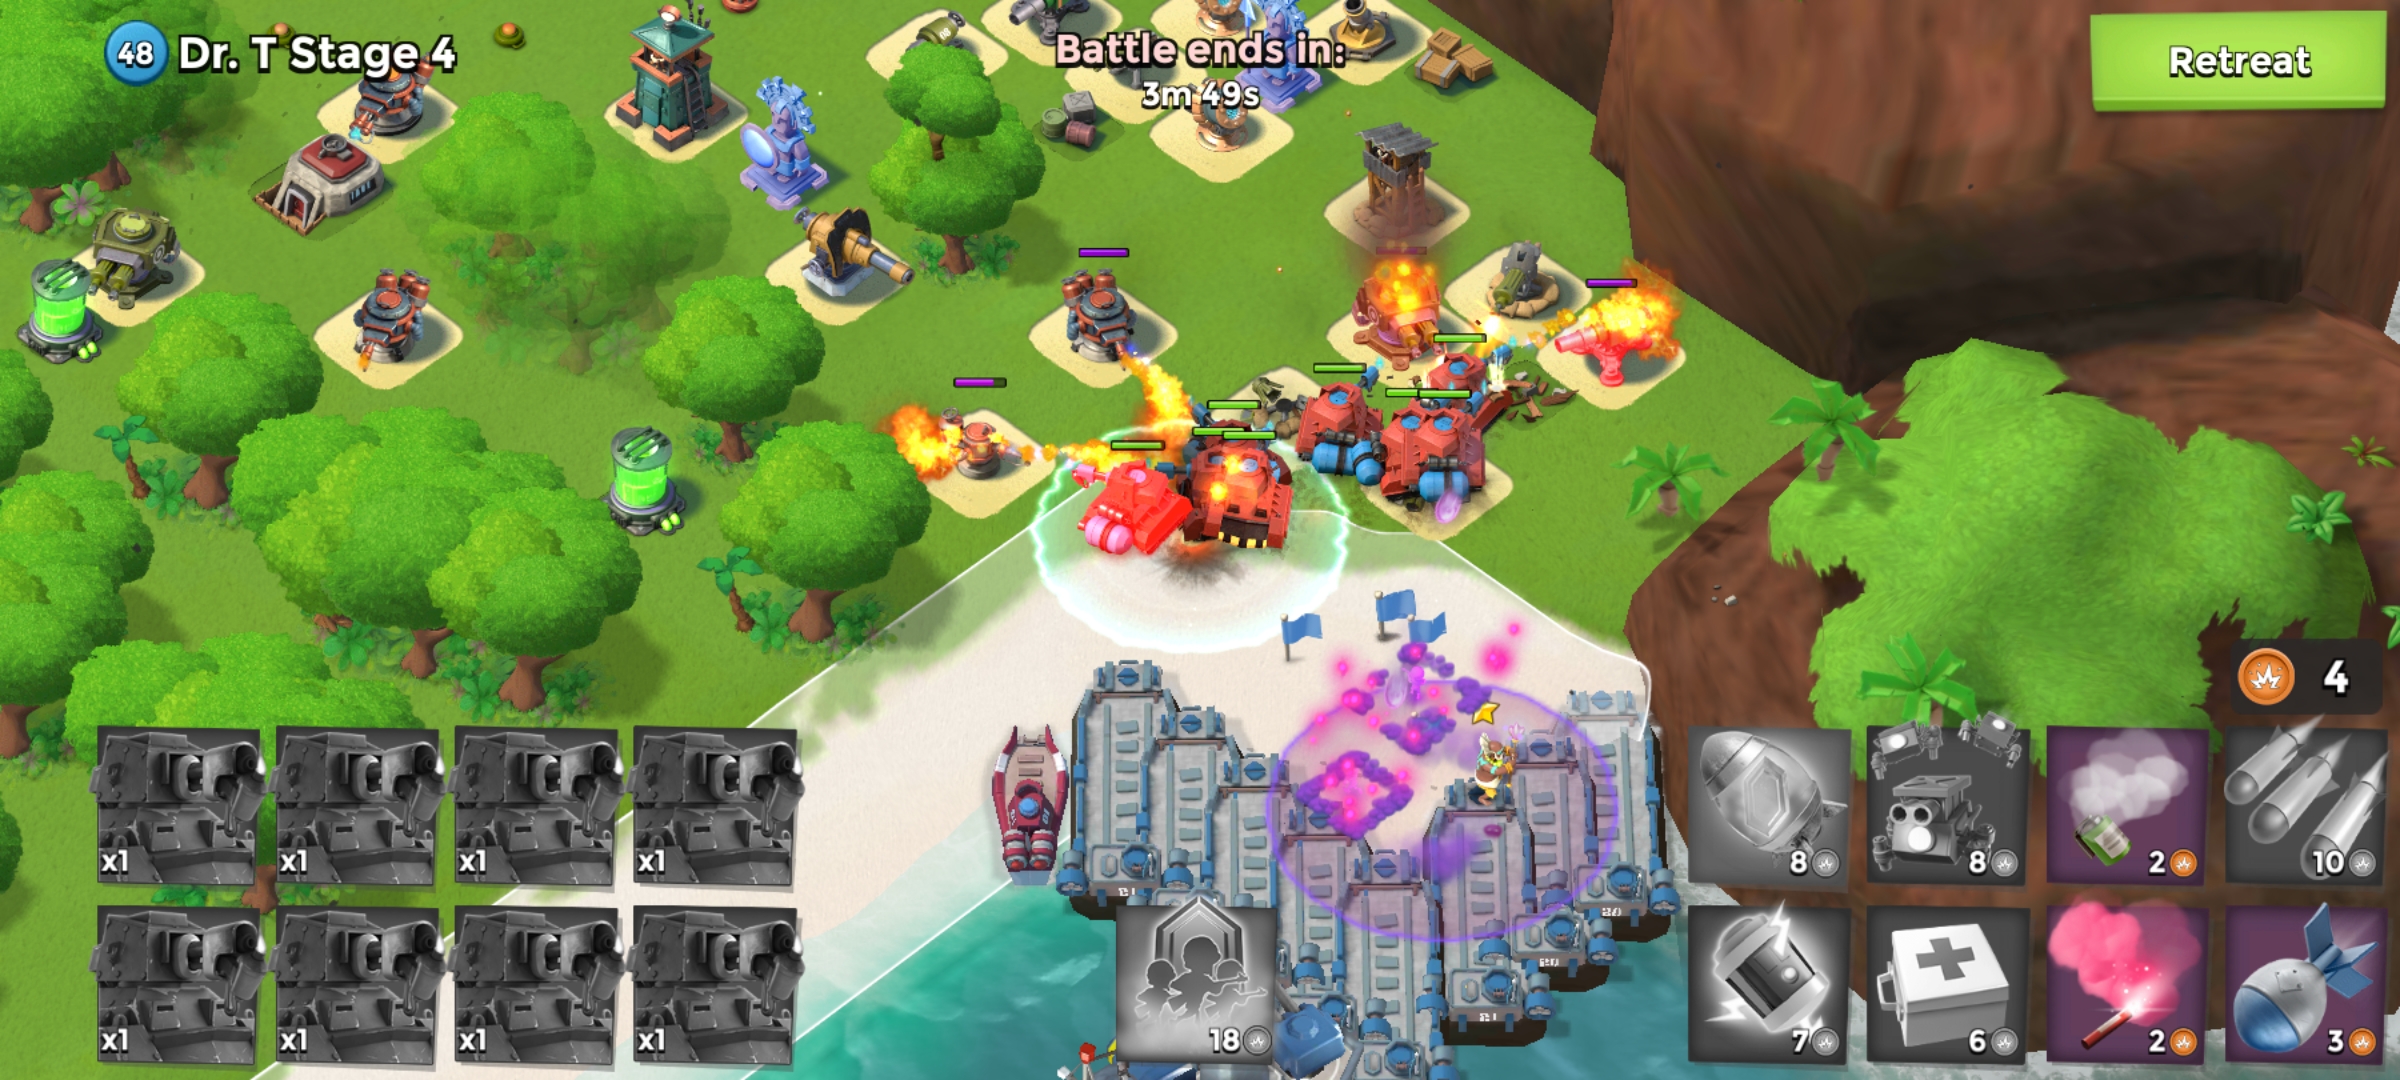 48 Dr. T Stage 4
Battle ends in:
3m 49s
Retreat
4
x1 x1 x1 x1
8 8 2 10
x1 x1 x1 x1
18
7 6 2 3